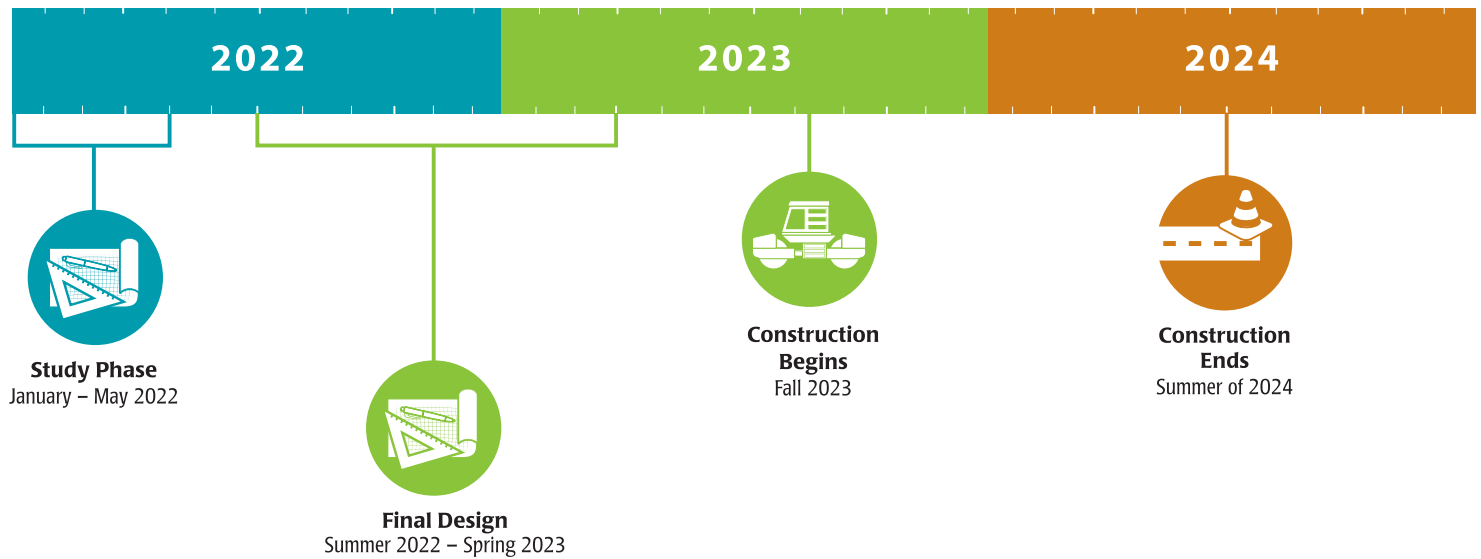 2022
2023
2024
Study Phase
January – May 2022
Final Design
Summer 2022 – Spring 2023
Construction
Begins
Fall 2023
Construction
Ends
Summer of 2024